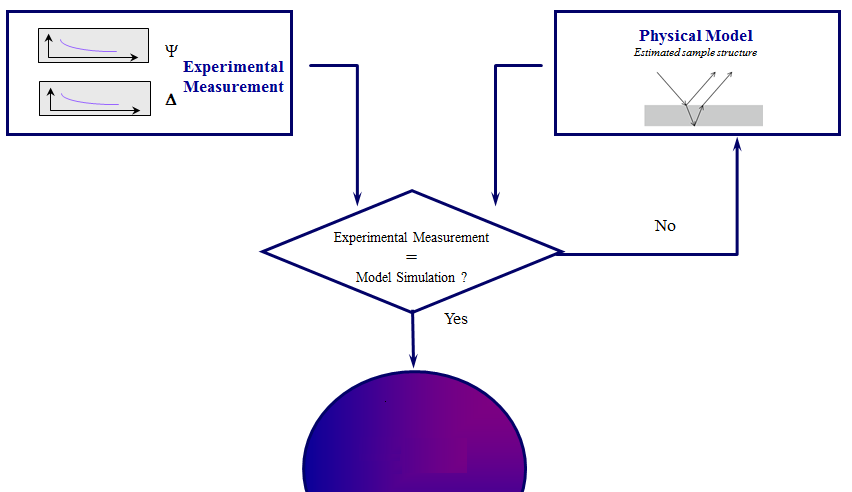 Ψ
Experimental
Measurement
Δ
Physical Model
Estimated sample structure
Experimental Measurement
=
Model Simulation ?
No
Yes